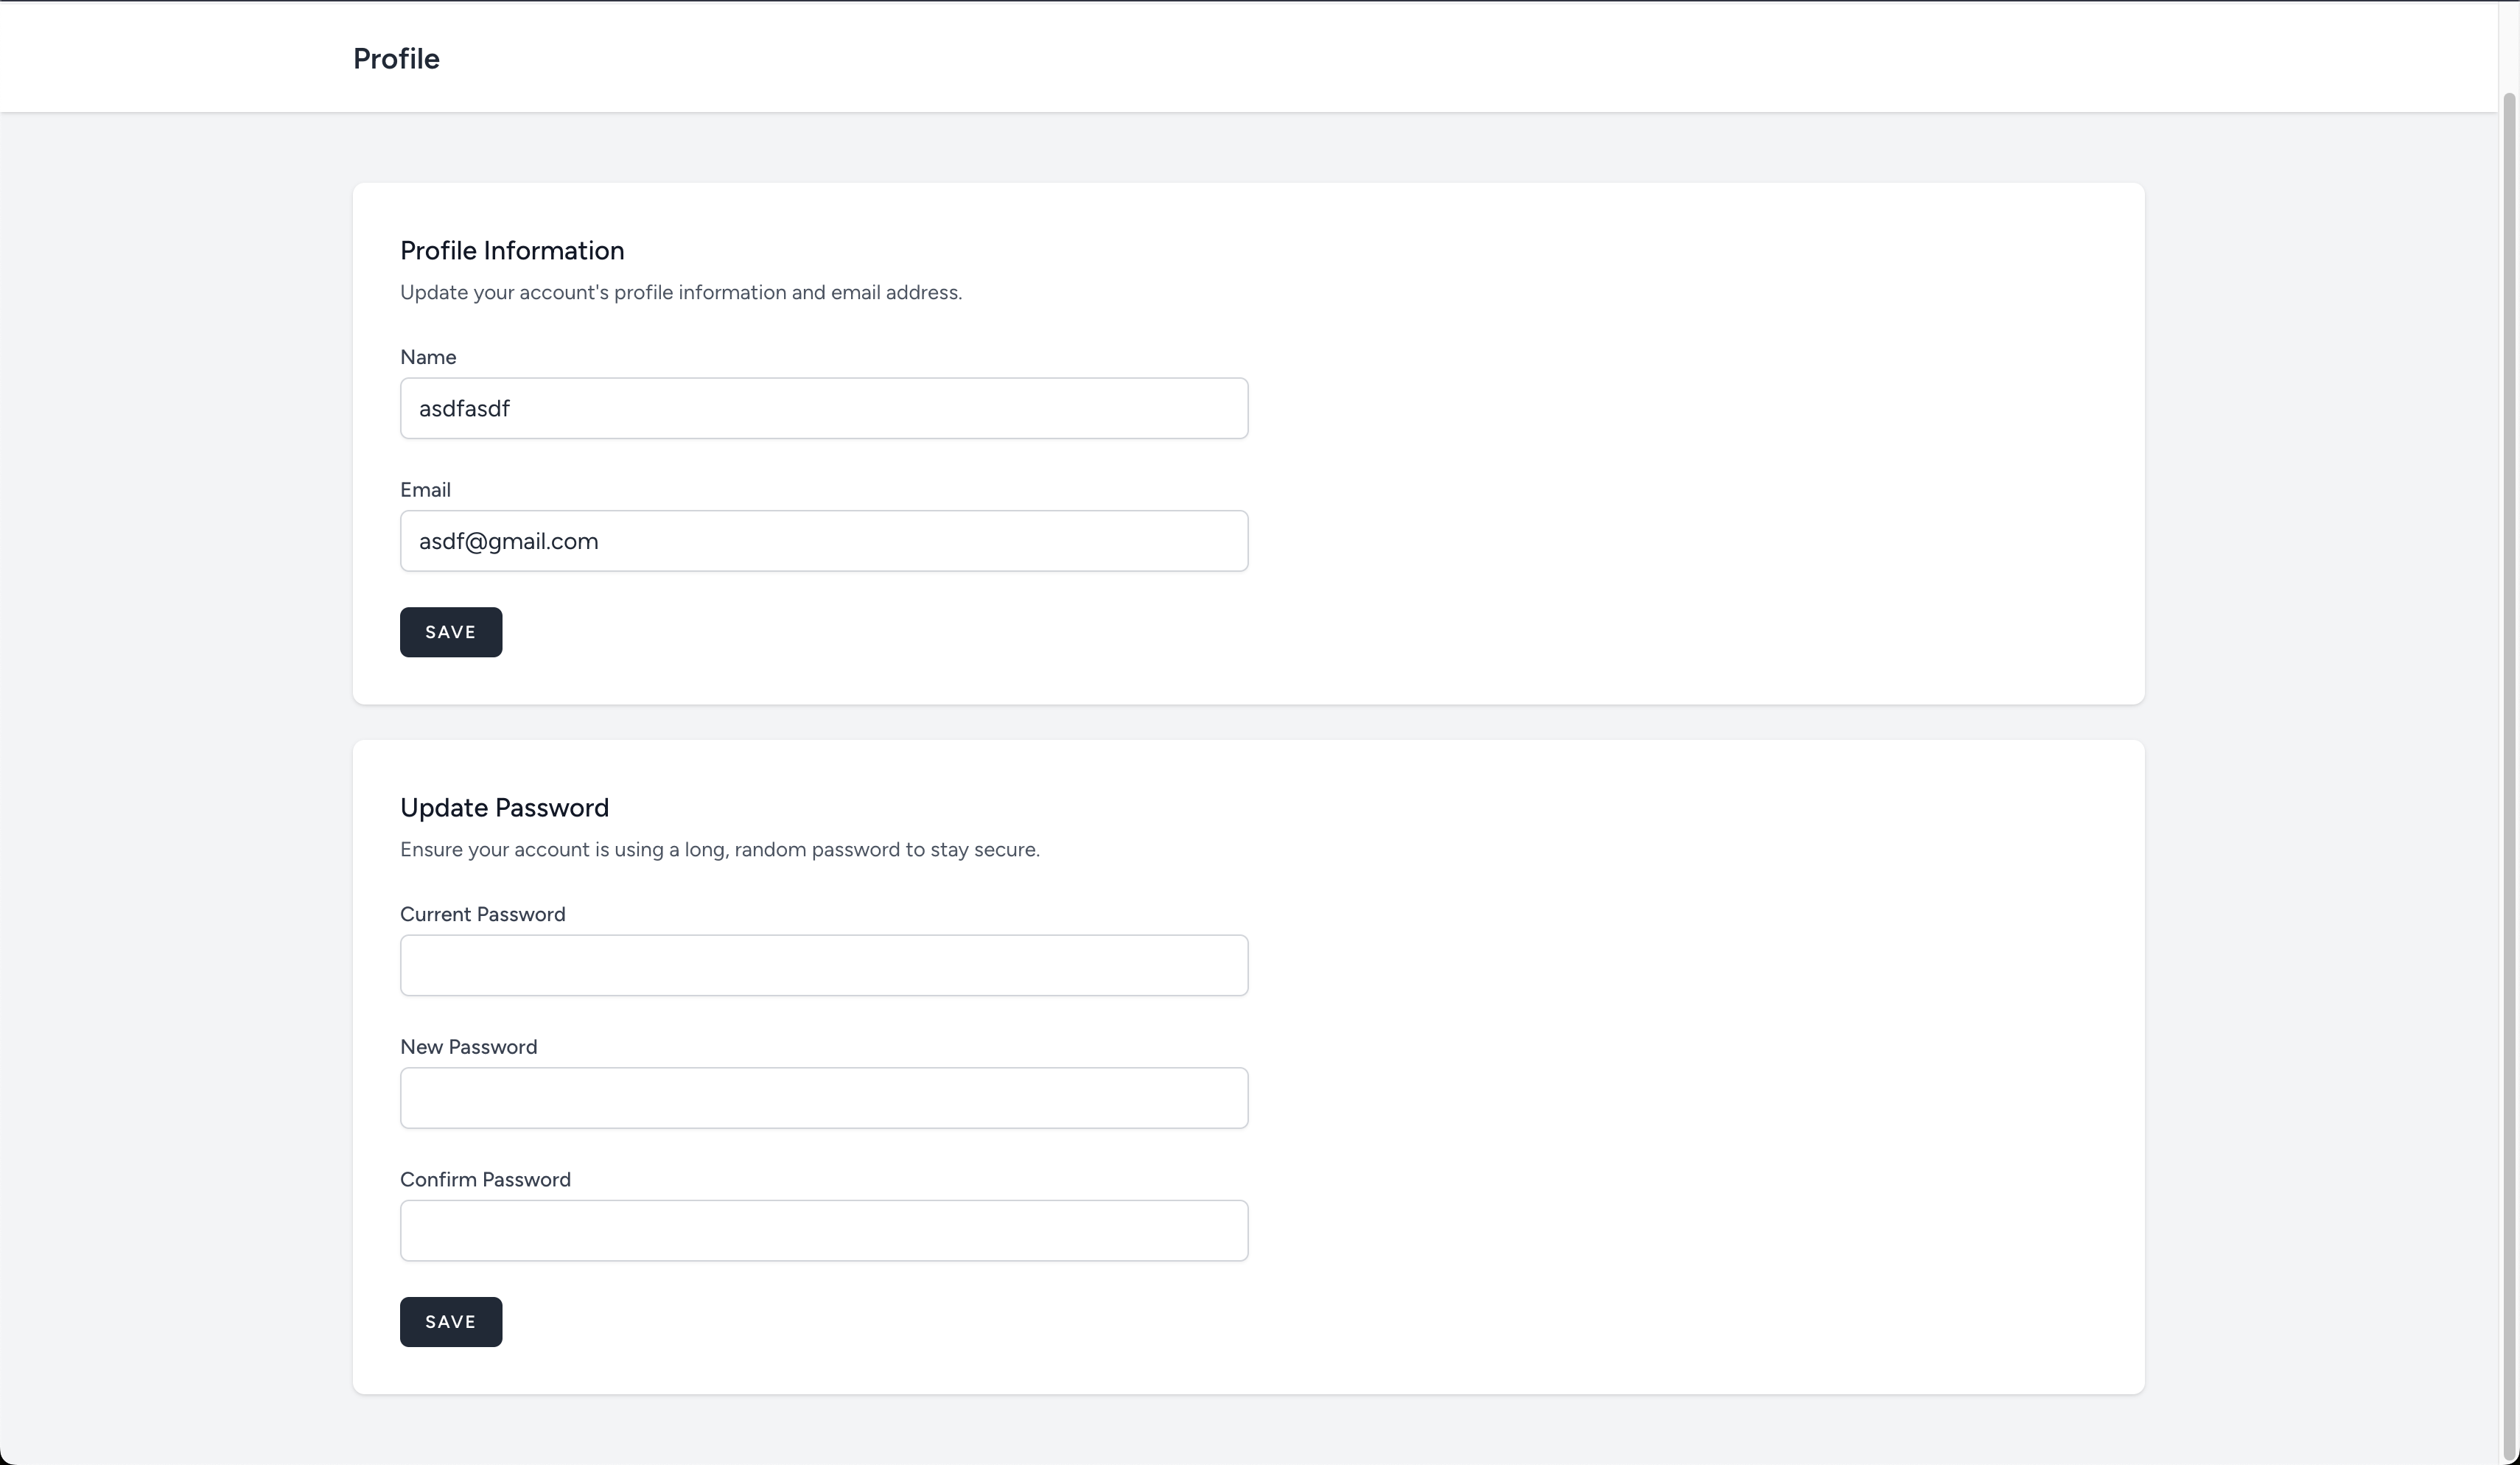 Profile
Profile Information
Update your account's profile information and email address.
Name
asdfasdf
Email
asdf@gmail.com
SAVE
Update Password
Ensure your account is using a long, random password to stay secure.
Current Password
New Password
Confirm Password
SAVE